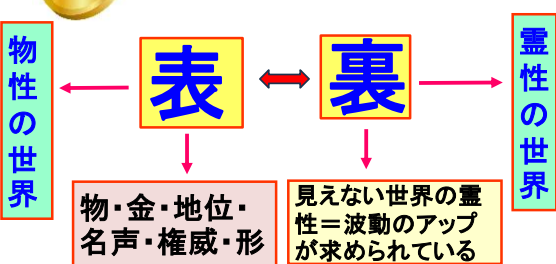 物性の世界
表
裏
霊性の世界
物・金・地位・
名声・権威・形
見えない世界の霊
性=波動のアップ
が求められている